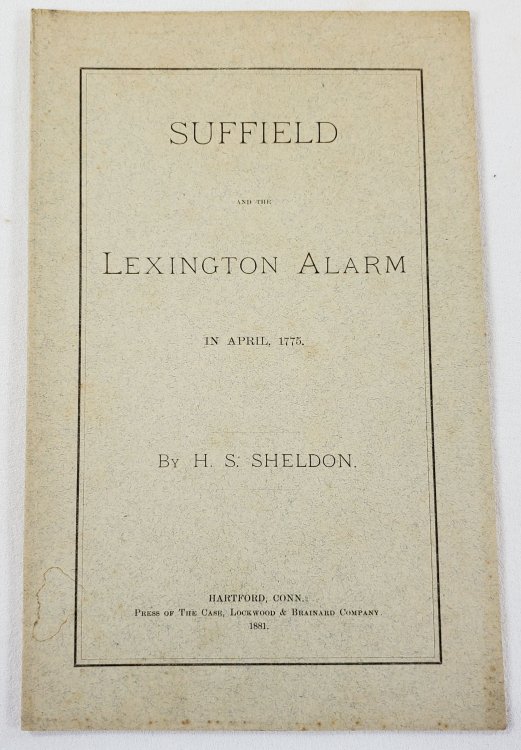 SUFFIELD
AND THE
LEXINGTON ALARM
IN APRIL, 1775.
BY H. S. SHELDON.
HARTFORD, CONN.:
PRESS OF THE CASE, LOCKWOOD & BRAINARD COMPANY.
1881.